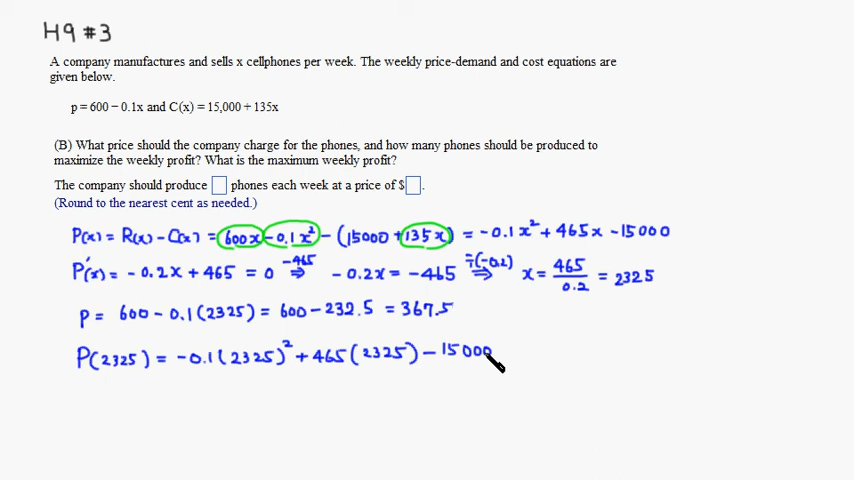 H9 #3
A company manufactures and sells x cellphones per week. The weekly price-demand and cost equations are
given below.
p = 600 − 0.1x and C(x) = 15,000 + 135x
(B) What price should the company charge for the phones, and how many phones should be produced to
maximize the weekly profit? What is the maximum weekly profit?
The company should produce phones each week at a price of $ .
(Round to the nearest cent as needed.)
P(x) = R(x) − C(x) = 600x − 0.1x² − (15000 + 135x) = −0.1x² + 465x − 15000
P'(x) = −0.2x + 465 = 0 −465 ⇒ −0.2x = −465 ÷(−0.2) ⇒ x = 465/0.2 = 2325
p = 600 − 0.1(2325) = 600 − 232.5 = 367.5
P(2325) = −0.1(2325)² + 465(2325) − 15000